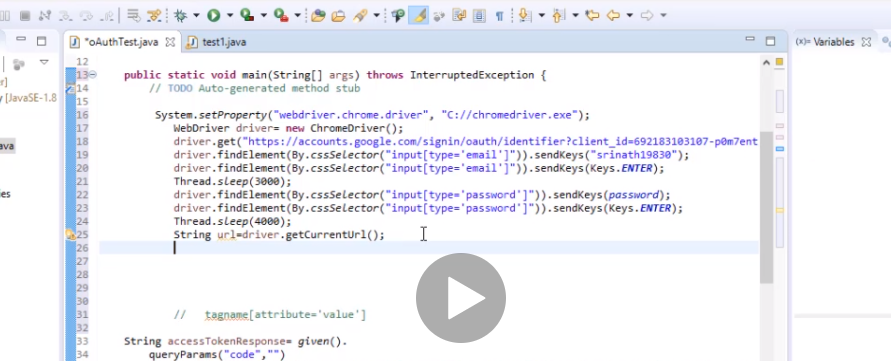 *oAuthTest.java
test1.java
(x)= Variables
12
13 public static void main(String[] args) throws InterruptedException {
14 // TODO Auto-generated method stub
[JavaSE-1.8
15
16 System.setProperty("webdriver.chrome.driver", "C://chromedriver.exe");
17 WebDriver driver= new ChromeDriver();
18 driver.get("https://accounts.google.com/signin/oauth/identifier?client_id=692183103107-p0m7ent
19 driver.findElement(By.cssSelector("input[type='email']")).sendKeys("srinath19830");
20 driver.findElement(By.cssSelector("input[type='email']")).sendKeys(Keys.ENTER);
21 Thread.sleep(3000);
22 driver.findElement(By.cssSelector("input[type='password']")).sendKeys(password);
23 driver.findElement(By.cssSelector("input[type='password']")).sendKeys(Keys.ENTER);
24 Thread.sleep(4000);
25 String url=driver.getCurrentUrl();
26
27
28
29
30
31 // tagname[attribute='value']
32
33 String accessTokenResponse= given().
34 queryParams("code","")